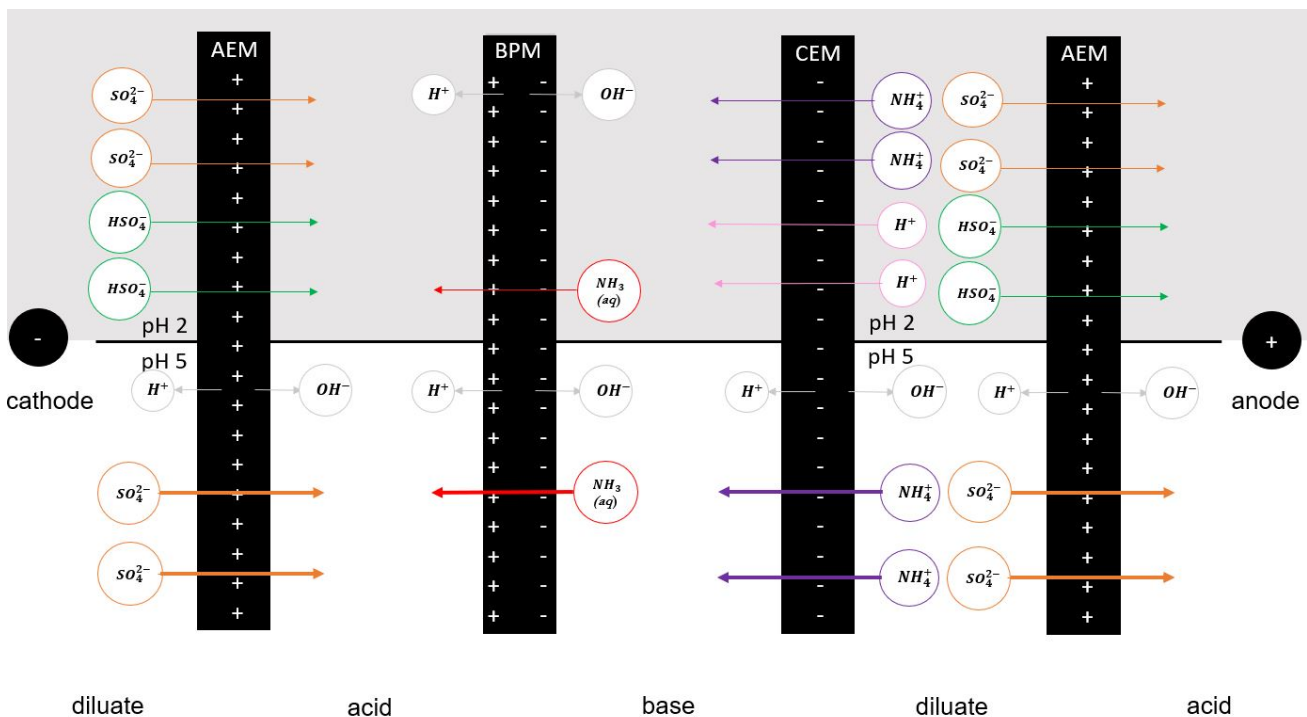 AEM BPM CEM AEM
+ + - - +
SO₄²⁻ H⁺ OH⁻ NH₄⁺ SO₄²⁻
SO₄²⁻ NH₄⁺ SO₄²⁻
HSO₄⁻ H⁺ HSO₄⁻
HSO₄⁻ NH₃ H⁺ HSO₄⁻
(aq)
pH 2 pH 2
- +
pH 5 pH 5
cathode H⁺ OH⁻ H⁺ OH⁻ H⁺ OH⁻ H⁺ OH⁻ anode
SO₄²⁻ NH₃ NH₄⁺ SO₄²⁻
(aq)
SO₄²⁻ NH₄⁺ SO₄²⁻
diluate acid base diluate acid